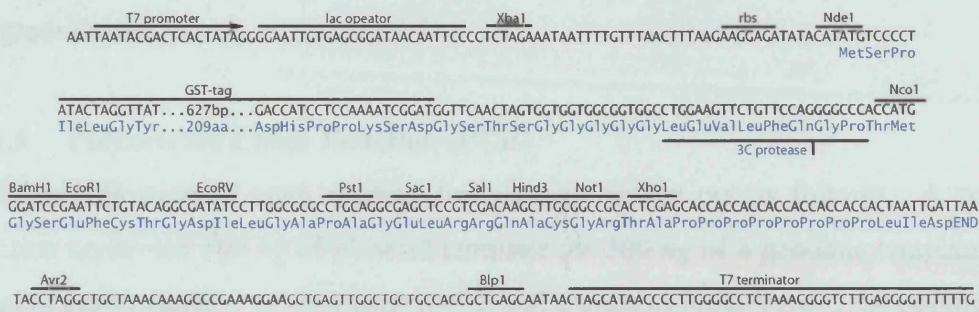 T7 promoter lac opeator Xba1 rbs Nde1
AATTAATACGACTCACTATAGGGGAATTGTGAGCGGATAACAATTCCCCTCTAGAAATAATTTTGTTTAACTTTAAGAAGGAGATATACATATGTCCCCT
MetSerPro
GST-tag Nco1
ATACTAGGTTAT...627bp...GACCATCCTCCAAAATCGGATGGTTCAACTAGTGGTGGTGGCGGTGGCCTGGAAGTTCTGTTCCAGGGGCCCACCATG
IleLeuGlyTyr...209aa...AspHisProProLysSerAspGlySerThrSerGlyGlyGlyGlyGlyLeuGluValLeuPheGlnGlyProThrMet
3C protease
BamH1 EcoR1 EcoRV Pst1 Sac1 Sal1 Hind3 Not1 Xho1
GGATCCGAATTCTGTACAGGCGATATCCTTGGCGCGCCTGCAGGCGAGCTCCGTCGACAAGCTTGCGGCCGCACTCGAGCACCACCACCACCACCACCACCACTAATTGATTAA
GlySerGluPheCysThrGlyAspIleLeuGlyAlaProAlaGlyGluLeuArgArgGlnAlaCysGlyArgThrAlaProProProProProProProProLeuIleAspEND
Avr2 Blp1 T7 terminator
TACCTAGGCTGCTAAACAAAGCCCGAAAGGAAGCTGAGTTGGCTGCTGCCACCGCTGAGCAATAACTAGCATAACCCCTTGGGGCCTCTAAACGGGTCTTGAGGGGTTTTTTG